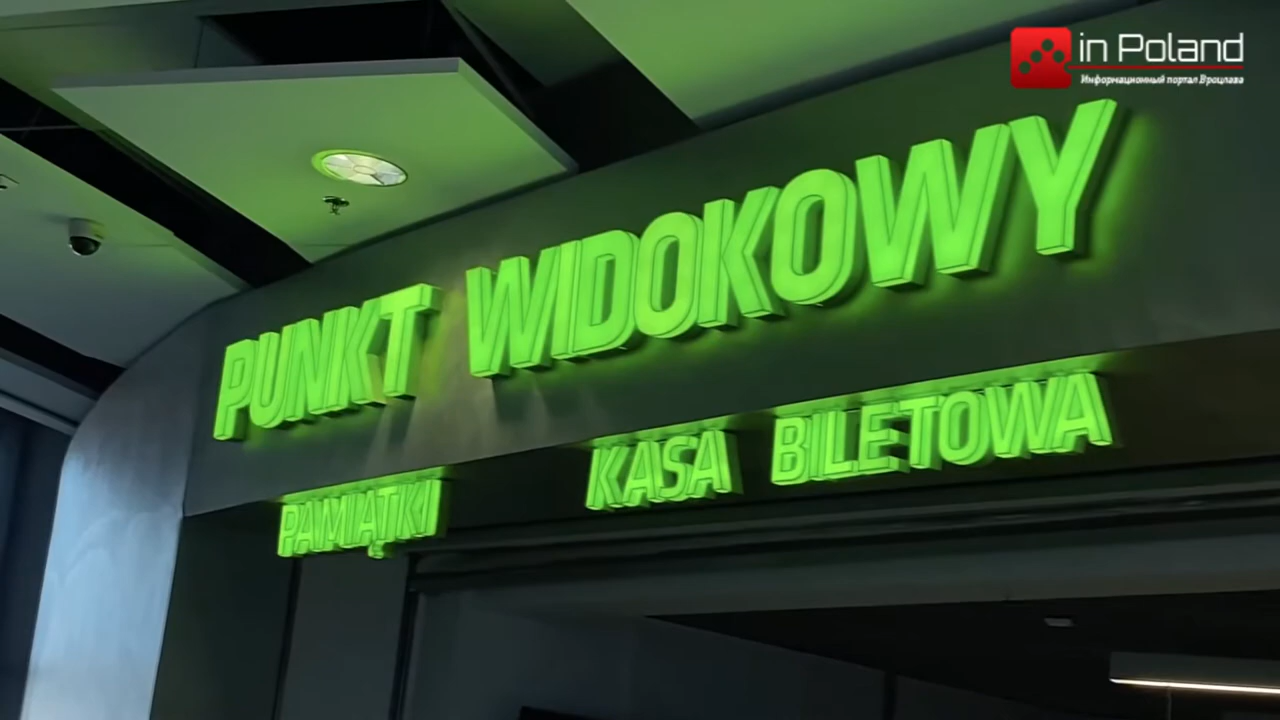 in Poland
Информационный портал Вроцлава
PUNKT WIDOKOWY
KASA BILETOWA
PAMIĄTKI